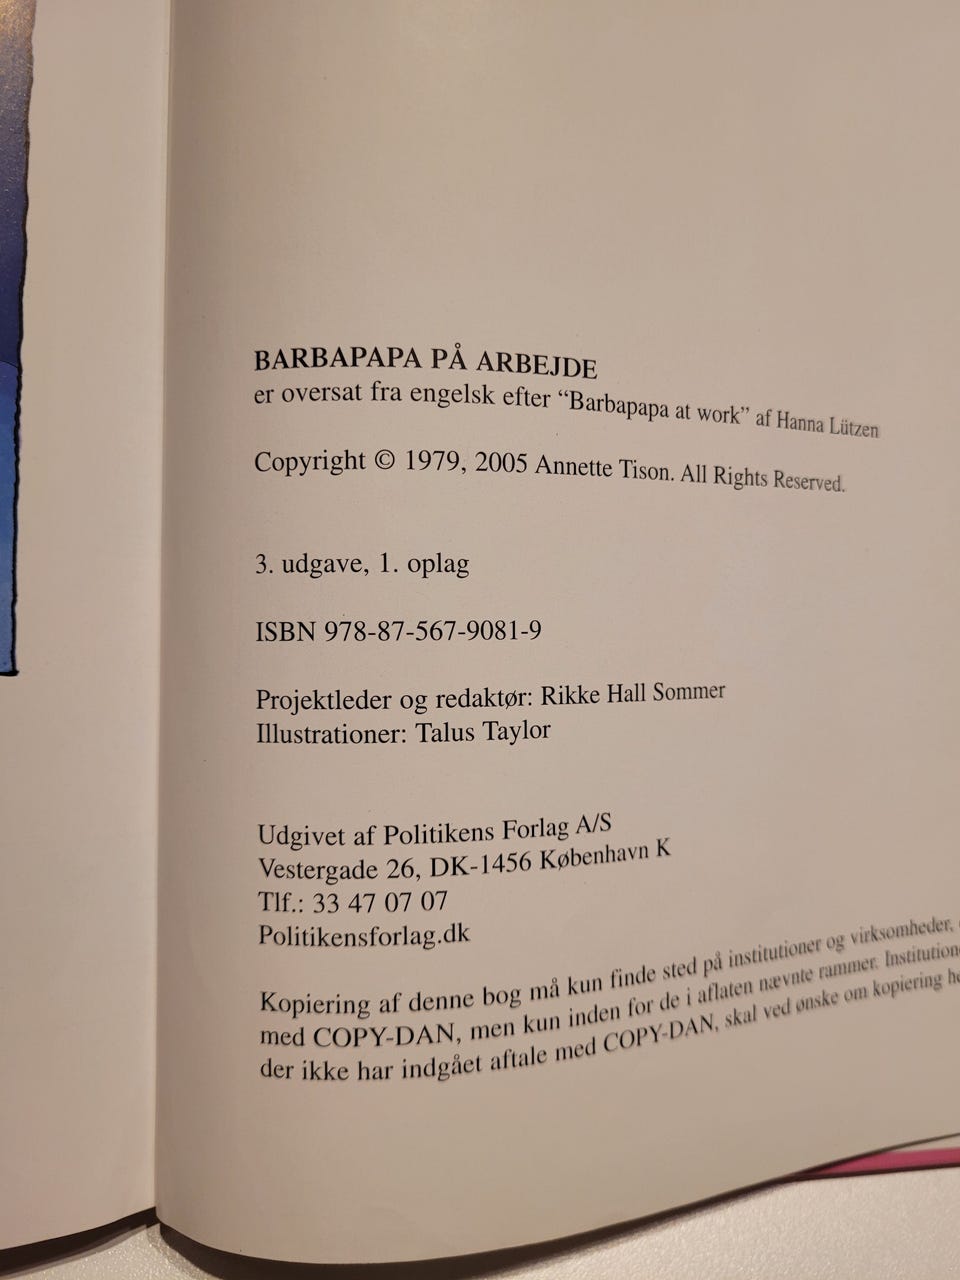 BARBAPAPA PÅ ARBEJDE
er oversat fra engelsk efter “Barbapapa at work” af Hanna Lützen
Copyright © 1979, 2005 Annette Tison. All Rights Reserved.
3. udgave, 1. oplag
ISBN 978-87-567-9081-9
Projektleder og redaktør: Rikke Hall Sommer
Illustrationer: Talus Taylor
Udgivet af Politikens Forlag A/S
Vestergade 26, DK-1456 København K
Tlf.: 33 47 07 07
Politikensforlag.dk
Kopiering af denne bog må kun finde sted på institutioner og virksomheder,
med COPY-DAN, men kun inden for de i aflaten nævnte rammer. Institution
der ikke har indgået aftale med COPY-DAN, skal ved ønske om kopiering he